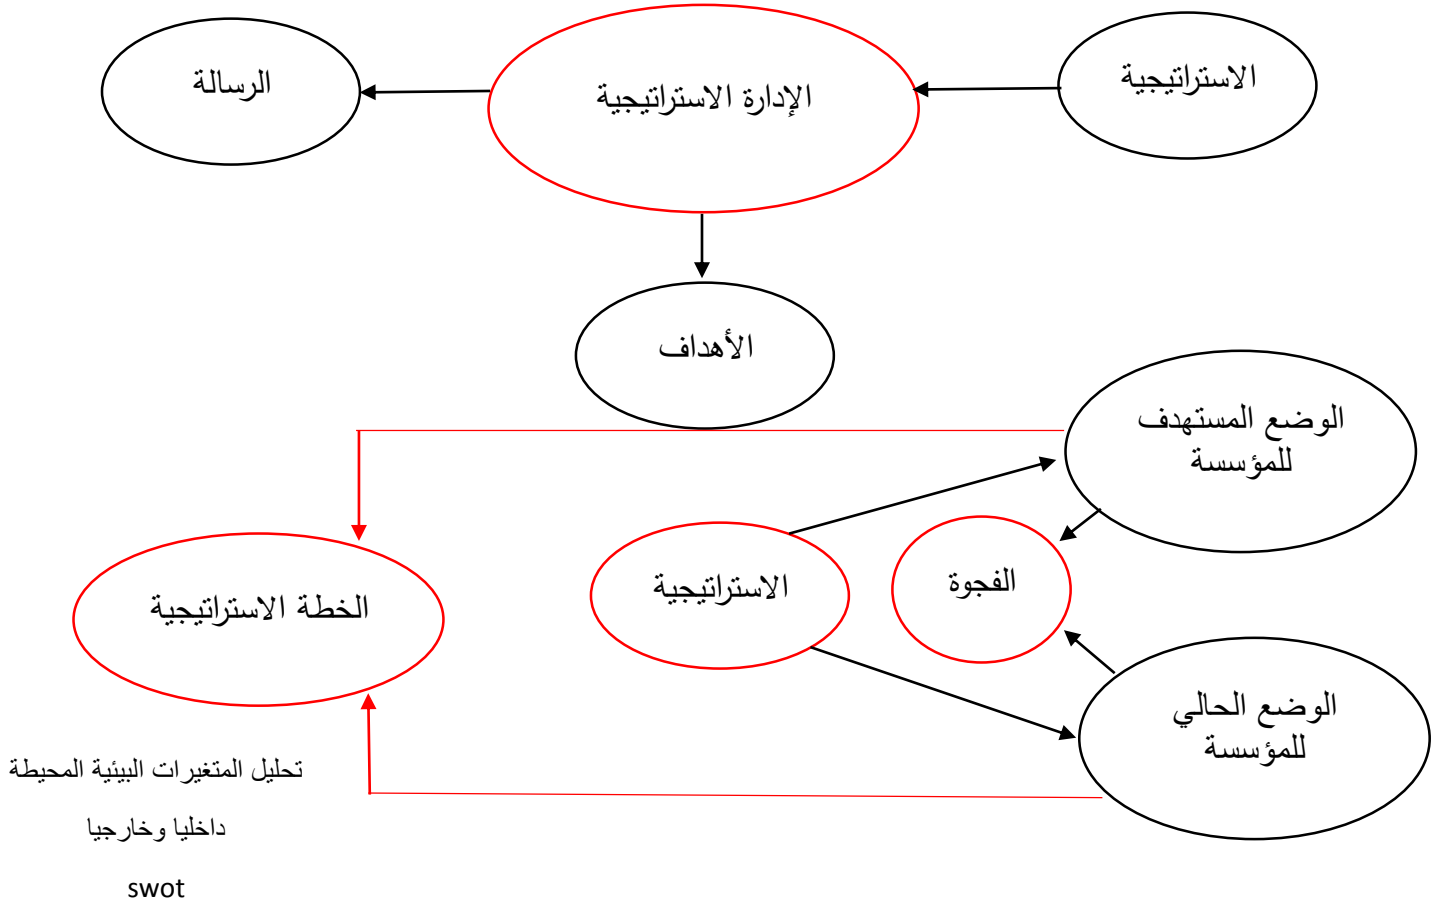 الاستراتيجية
الإدارة الاستراتيجية
الرسالة
الأهداف
الوضع المستهدف
للمؤسسة
الفجوة
الاستراتيجية
الخطة الاستراتيجية
الوضع الحالي
للمؤسسة
تحليل المتغيرات البيئية المحيطة
داخليا وخارجيا
swot